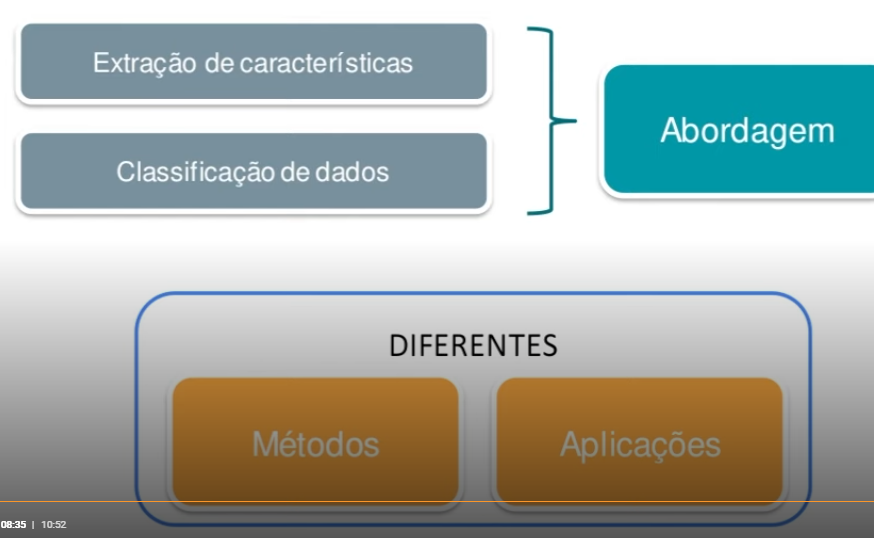 Extração de características
Classificação de dados
Abordagem
DIFERENTES
Métodos
Aplicações
08:35 | 10:52